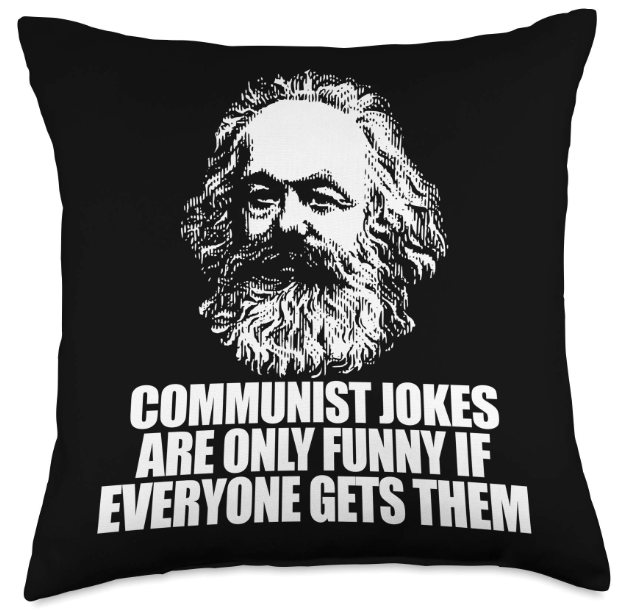 COMMUNIST JOKES
ARE ONLY FUNNY IF
EVERYONE GETS THEM